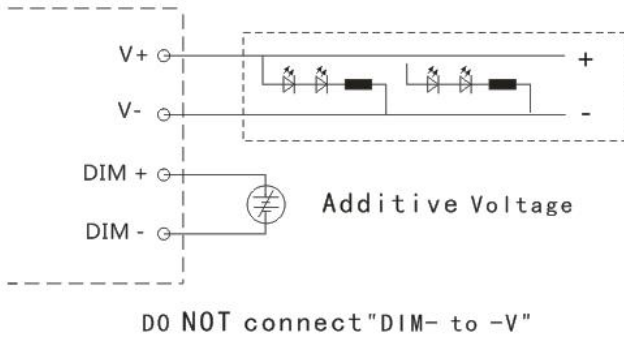 V+
+
V-
-
DIM +
Additive Voltage
DIM -
DO NOT connect"DIM- to -V"